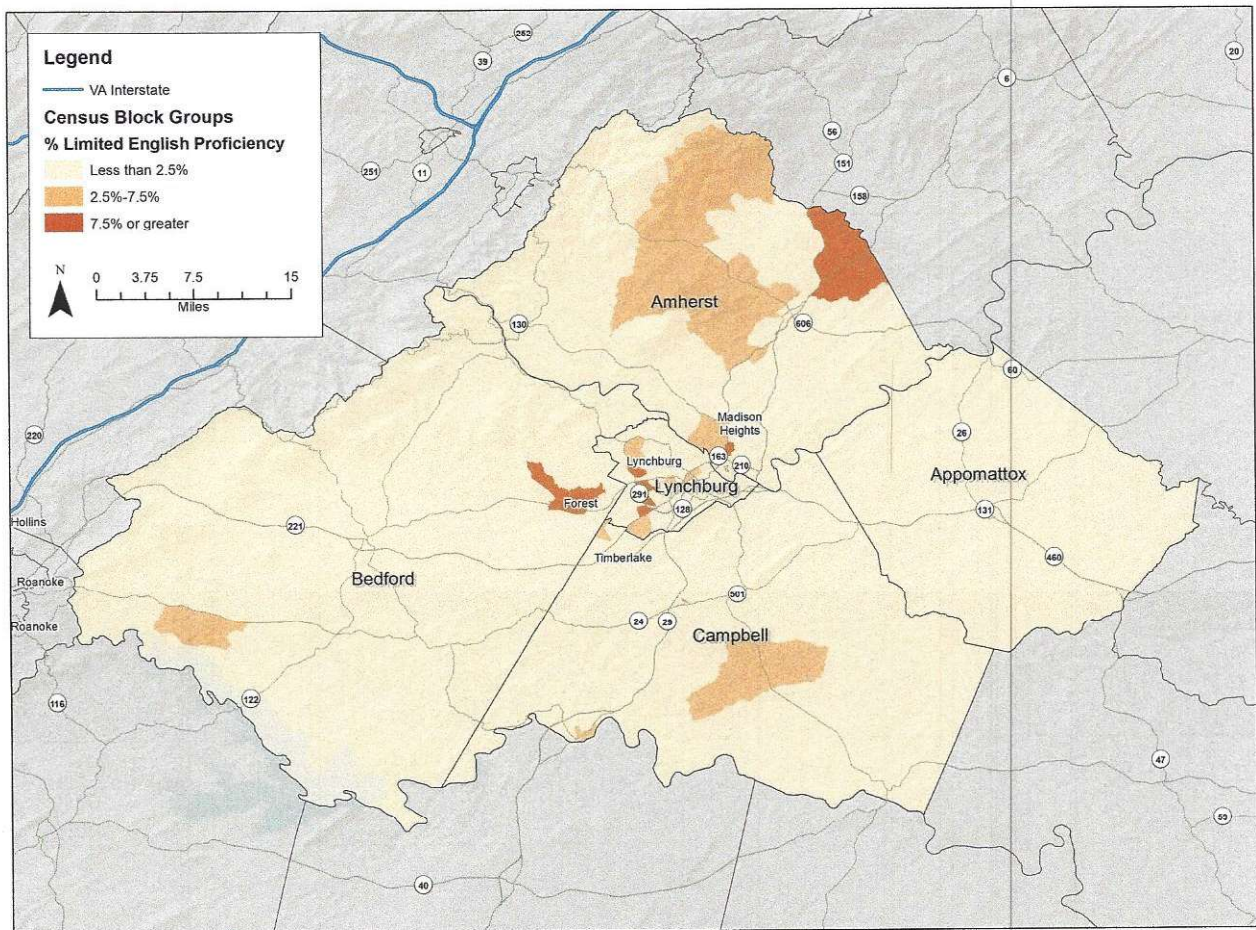 Legend
VA Interstate
Census Block Groups
% Limited English Proficiency
Less than 2.5%
2.5%-7.5%
7.5% or greater
N
0 3.75 7.5 15
Miles
252
39
20
6
56
151
251
11
158
Amherst
130
606
60
220
Madison
Heights
26
Lynchburg
163
210
Appomattox
Lynchburg
291
Forest
128
131
Hollins
221
Timberlake
460
Roanoke
Bedford
501
Roanoke
24
29
Campbell
122
116
47
40